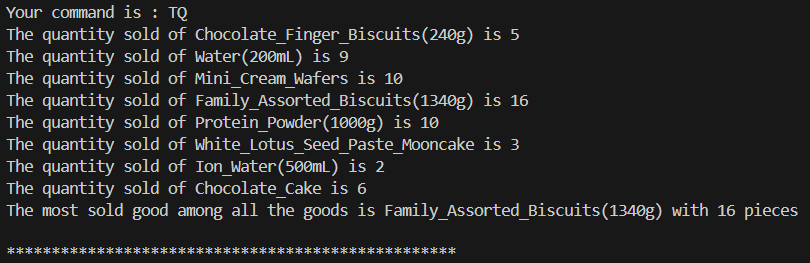 Your command is : TQ
The quantity sold of Chocolate_Finger_Biscuits(240g) is 5
The quantity sold of Water(200mL) is 9
The quantity sold of Mini_Cream_Wafers is 10
The quantity sold of Family_Assorted_Biscuits(1340g) is 16
The quantity sold of Protein_Powder(1000g) is 10
The quantity sold of White_Lotus_Seed_Paste_Mooncake is 3
The quantity sold of Ion_Water(500mL) is 2
The quantity sold of Chocolate_Cake is 6
The most sold good among all the goods is Family_Assorted_Biscuits(1340g) with 16 pieces
**************************************************